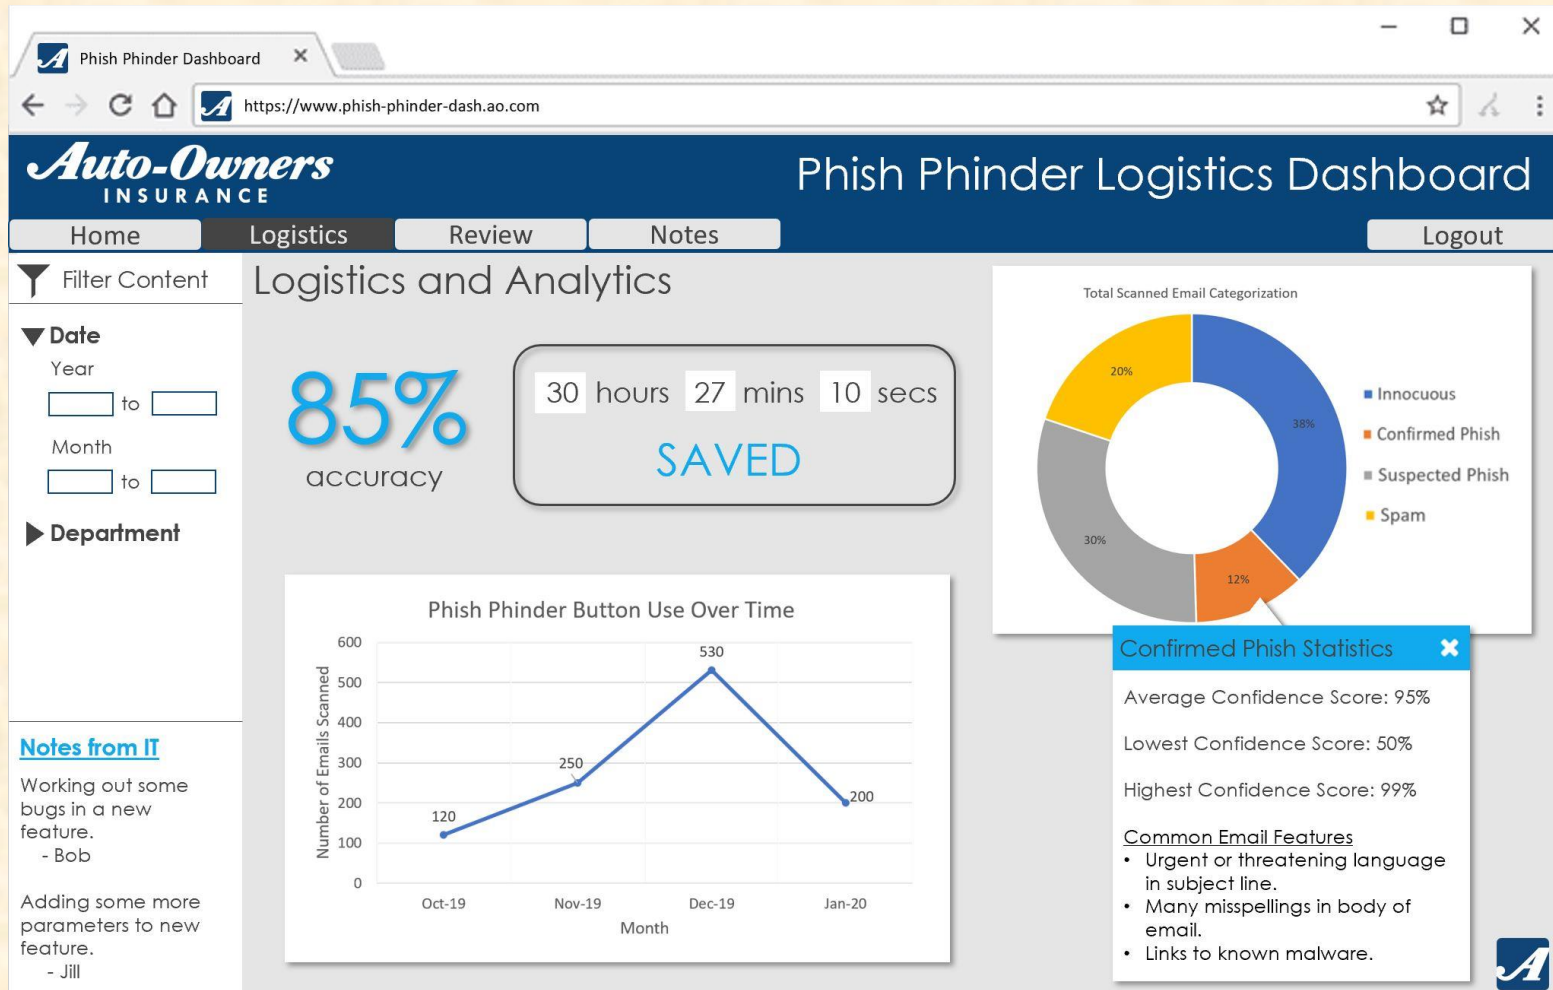 Phish Phinder Dashboard
https://www.phish-phinder-dash.ao.com
Auto-Owners
INSURANCE
Phish Phinder Logistics Dashboard
Home
Logistics
Review
Notes
Logout
Filter Content
Date
Year
to
Month
to
Department
Notes from IT
Working out some
bugs in a new
feature.
- Bob
Adding some more
parameters to new
feature.
- Jill
Logistics and Analytics
85%
accuracy
30 hours 27 mins 10 secs
SAVED
Total Scanned Email Categorization
20%
38%
30%
12%
Innocuous
Confirmed Phish
Suspected Phish
Spam
Phish Phinder Button Use Over Time
Number of Emails Scanned
600
500
400
300
200
100
0
120
250
530
200
Oct-19
Nov-19
Dec-19
Jan-20
Month
Confirmed Phish Statistics
Average Confidence Score: 95%
Lowest Confidence Score: 50%
Highest Confidence Score: 99%
Common Email Features
• Urgent or threatening language
in subject line.
• Many misspellings in body of
email.
• Links to known malware.
A